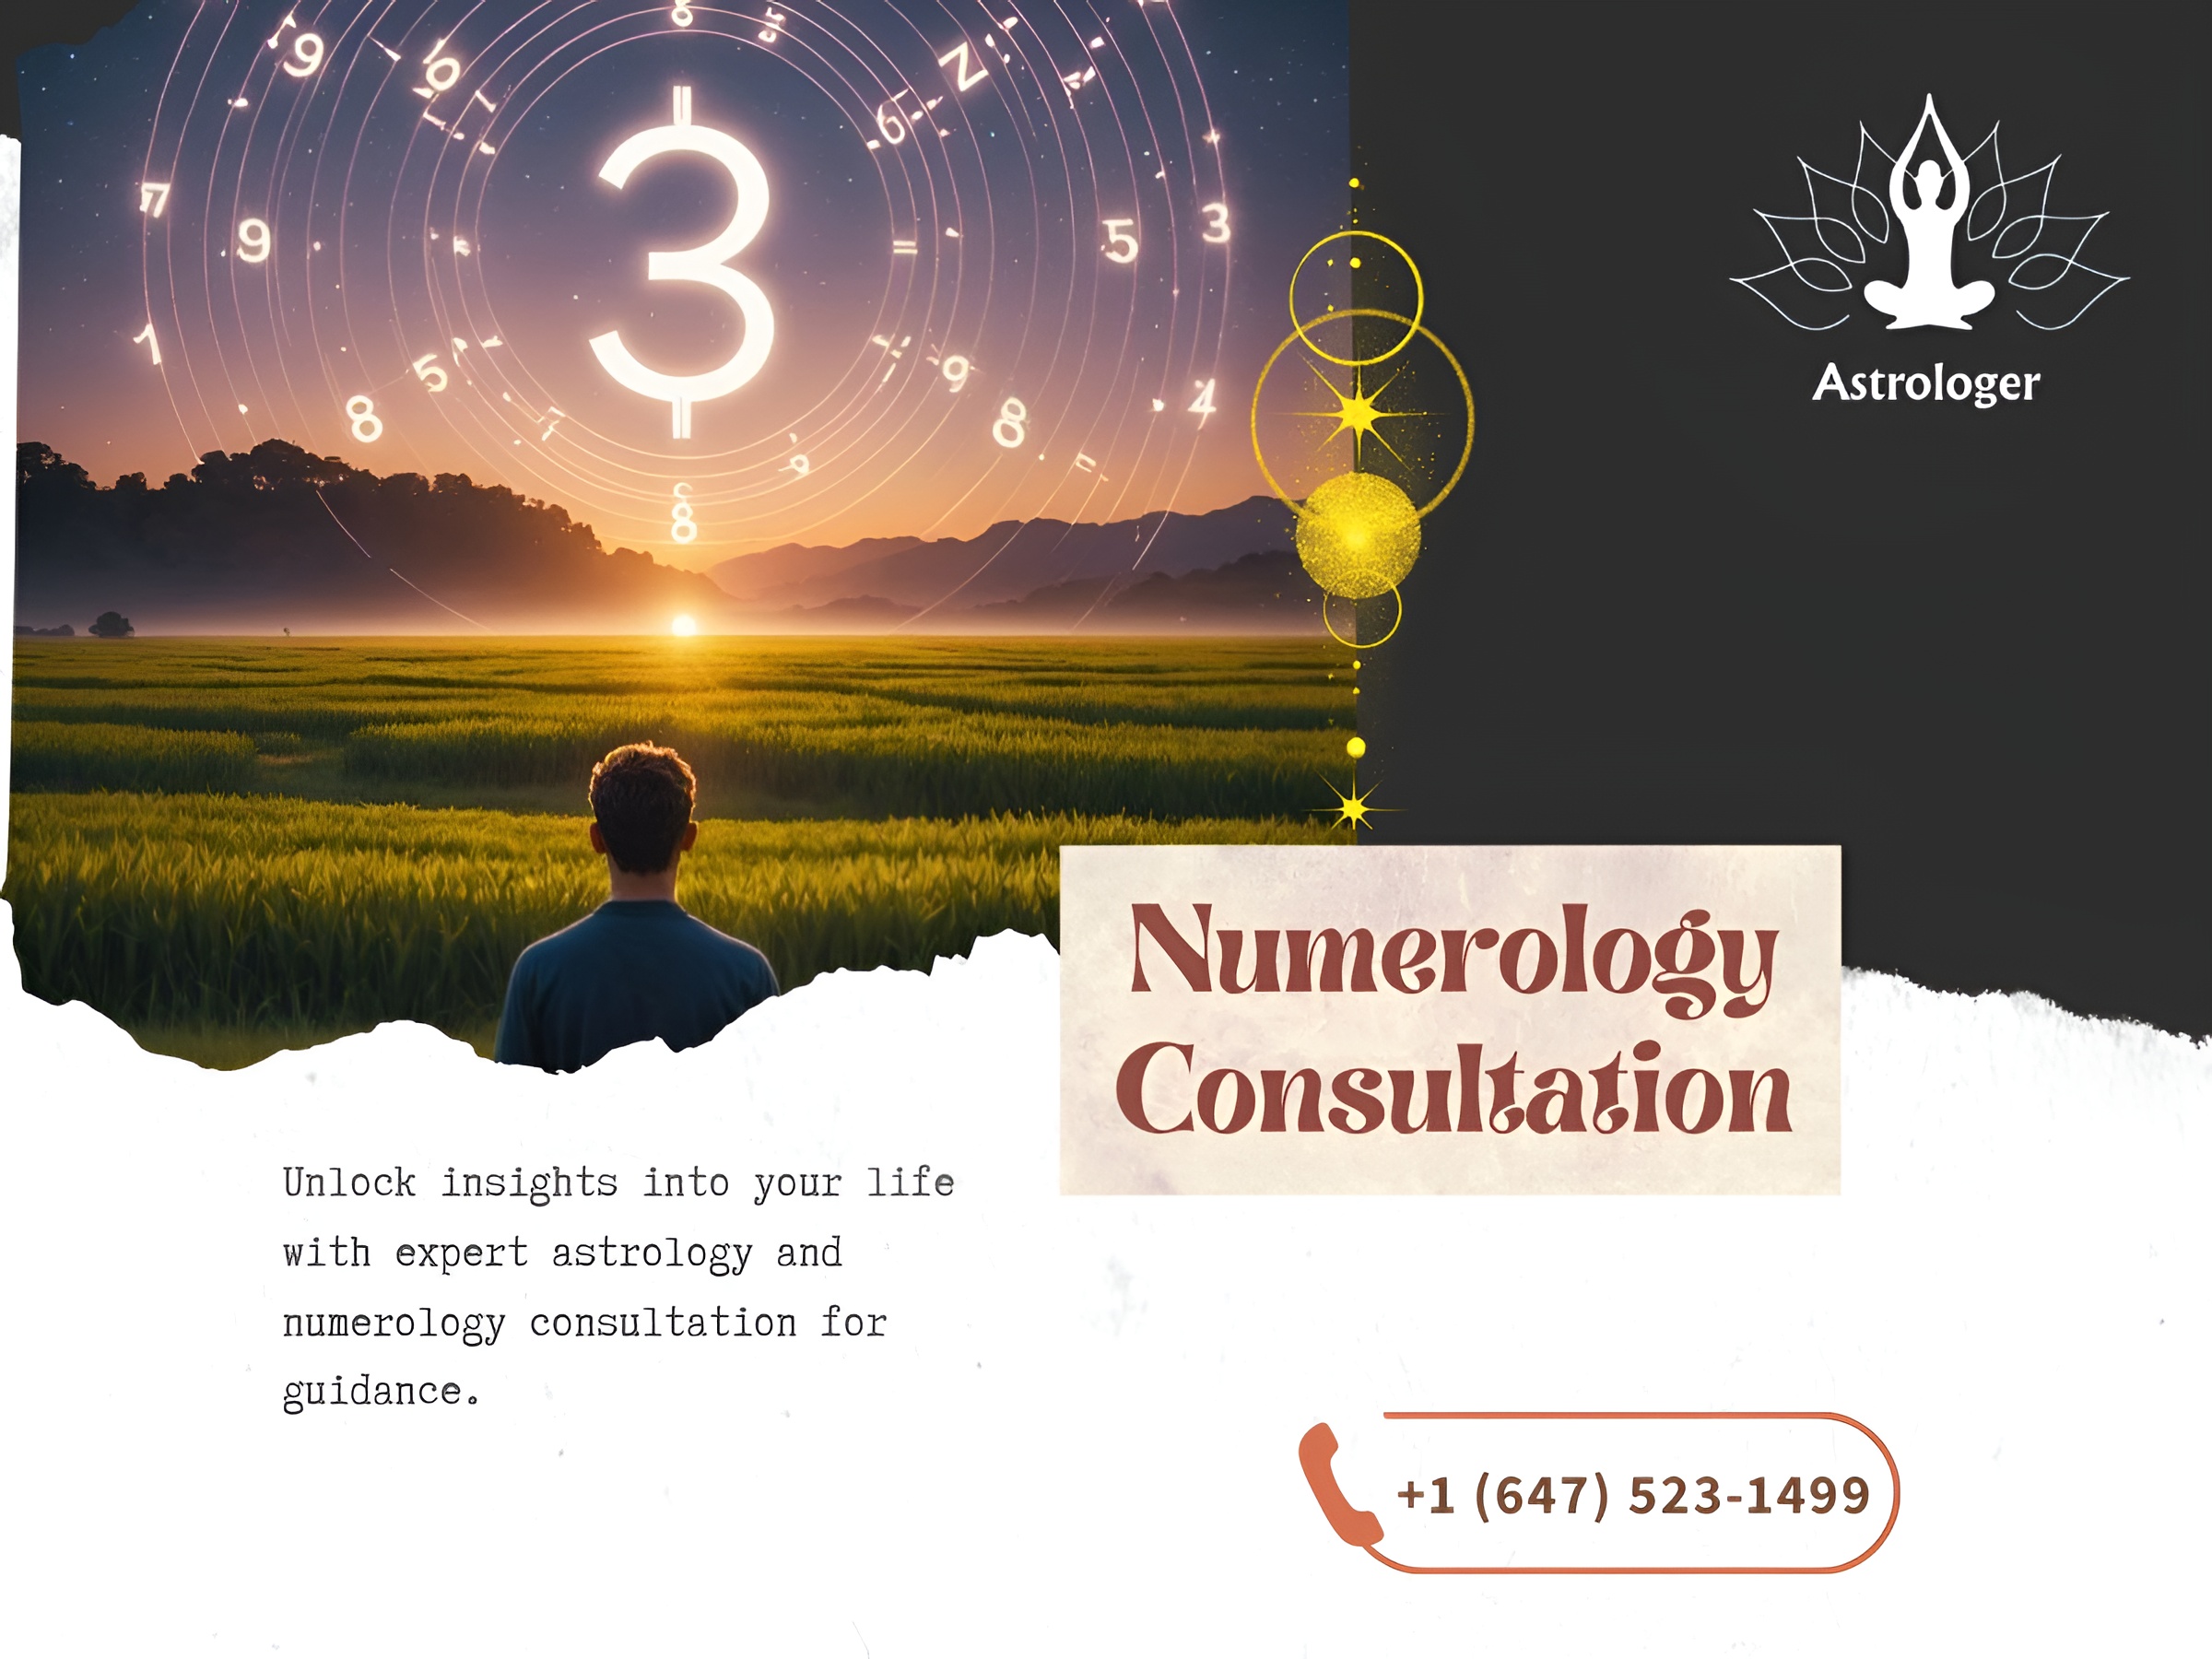 Astrologer
Numerology
Consultation
Unlock insights into your life
with expert astrology and
numerology consultation for
guidance.
+1 (647) 523-1499